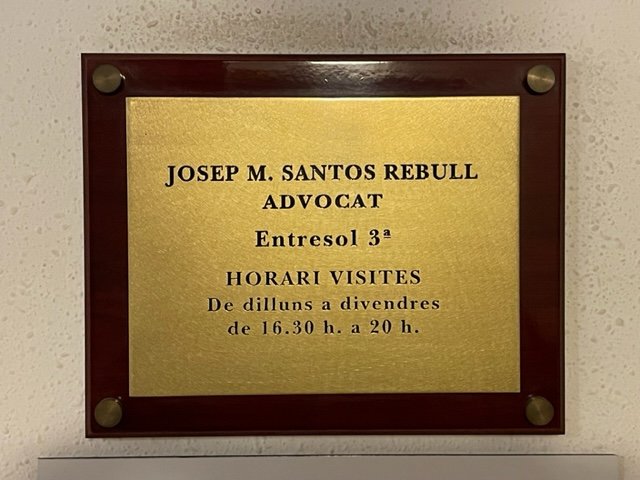 JOSEP M. SANTOS REBULL
ADVOCAT
Entresol 3ª
HORARI VISITES
De dilluns a divendres
de 16.30 h. a 20 h.